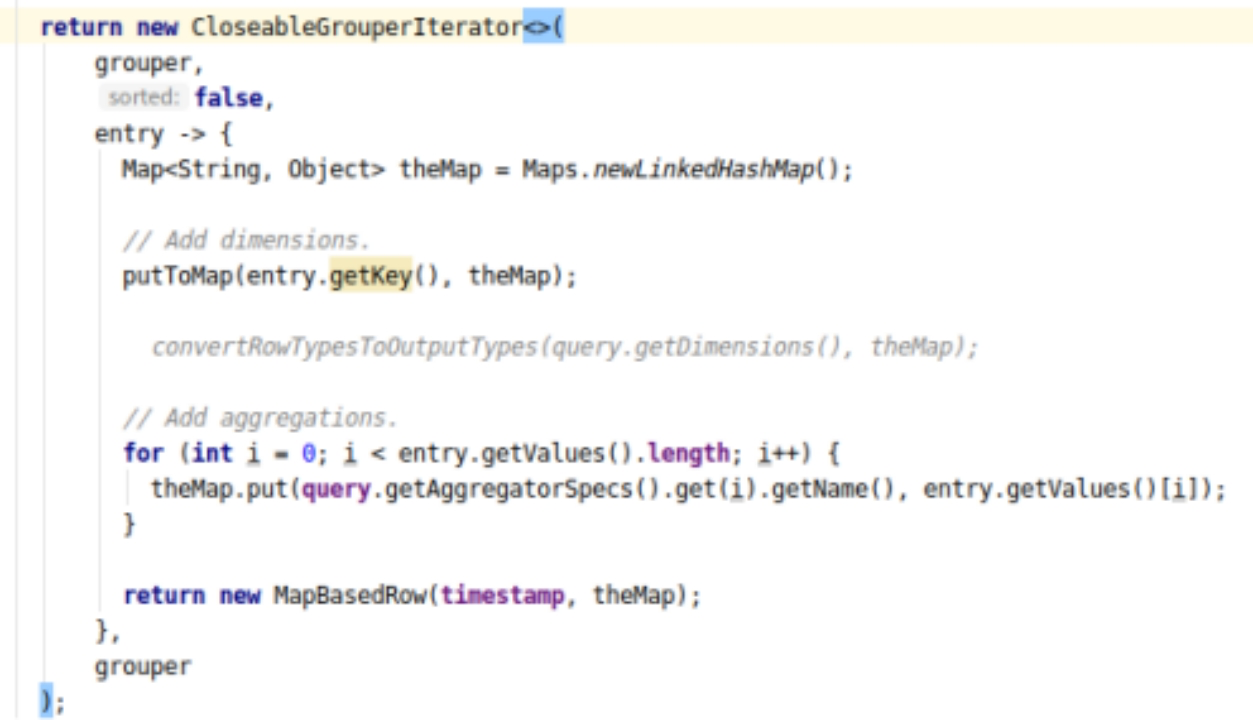 return new CloseableGrouperIterator<>(
grouper,
sorted: false,
entry -> {
Map<String, Object> theMap = Maps.newLinkedHashMap();
// Add dimensions.
putToMap(entry.getKey(), theMap);
convertRowTypesToOutputTypes(query.getDimensions(), theMap);
// Add aggregations.
for (int i = 0; i < entry.getValues().length; i++) {
theMap.put(query.getAggregatorSpecs().get(i).getName(), entry.getValues()[i]);
}
return new MapBasedRow(timestamp, theMap);
},
grouper
);